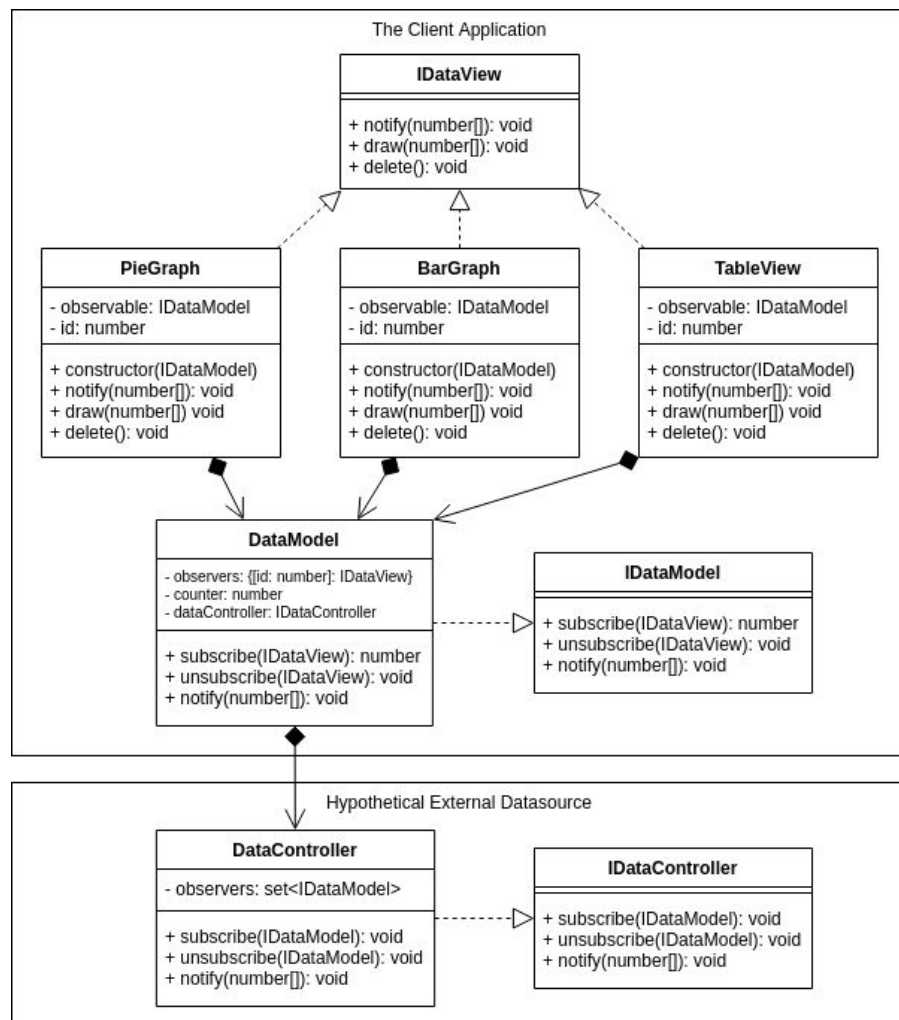 The Client Application
IDataView
+ notify(number[]): void
+ draw(number[]): void
+ delete(): void
PieGraph
- observable: IDataModel
- id: number
+ constructor(IDataModel)
+ notify(number[]): void
+ draw(number[]) void
+ delete(): void
BarGraph
- observable: IDataModel
- id: number
+ constructor(IDataModel)
+ notify(number[]): void
+ draw(number[]) void
+ delete(): void
TableView
- observable: IDataModel
- id: number
+ constructor(IDataModel)
+ notify(number[]): void
+ draw(number[]) void
+ delete(): void
DataModel
- observers: {[id: number]: IDataView}
- counter: number
- dataController: IDataController
+ subscribe(IDataView): number
+ unsubscribe(IDataView): void
+ notify(number[]): void
IDataModel
+ subscribe(IDataView): number
+ unsubscribe(IDataView): void
+ notify(number[]): void
Hypothetical External Datasource
DataController
- observers: set<IDataModel>
+ subscribe(IDataModel): void
+ unsubscribe(IDataModel): void
+ notify(number[]): void
IDataController
+ subscribe(IDataModel): void
+ unsubscribe(IDataModel): void
+ notify(number[]): void